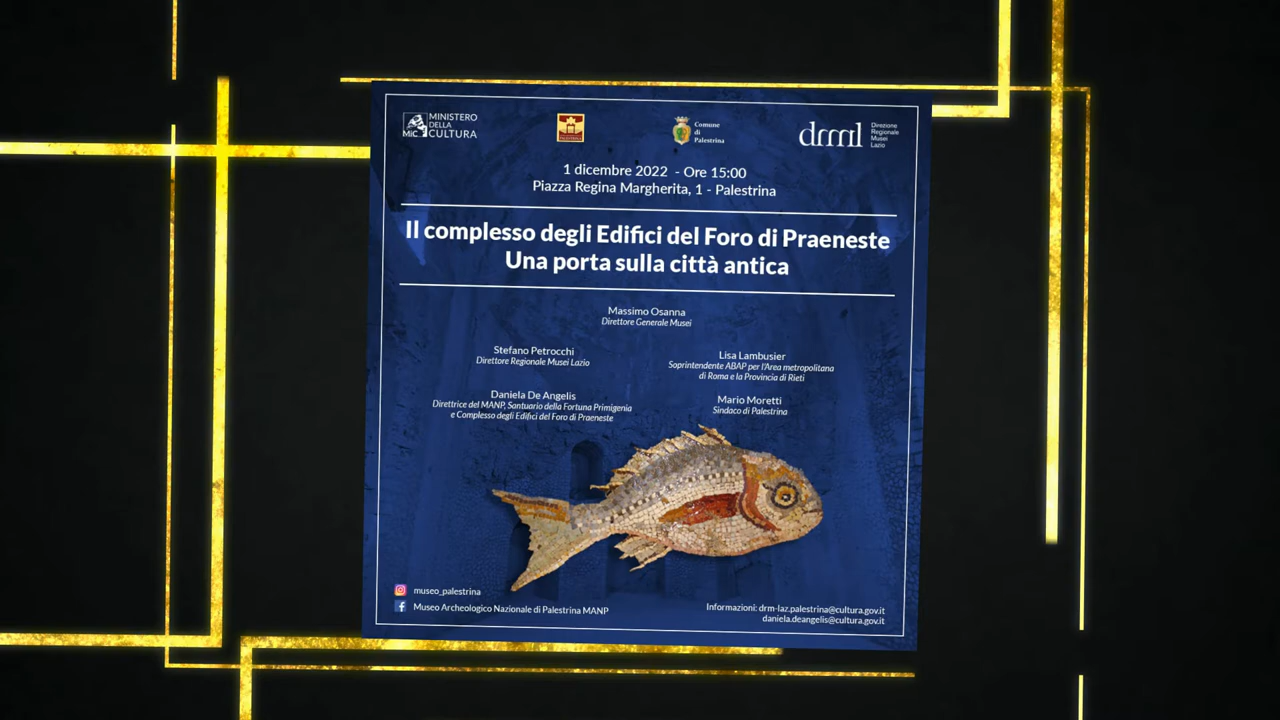 MiC
MINISTERO
DELLA
CULTURA
Comune
di
Palestrina
drml
Direzione
Regionale
Musei
Lazio
1 dicembre 2022 - Ore 15:00
Piazza Regina Margherita, 1 - Palestrina
Il complesso degli Edifici del Foro di Praeneste
Una porta sulla città antica
Massimo Osanna
Direttore Generale Musei
Stefano Petrocchi
Direttore Regionale Musei Lazio
Lisa Lambusier
Soprintendente ABAP per l'Area metropolitana
di Roma e la Provincia di Rieti
Daniela De Angelis
Direttrice del MANP, Santuario della Fortuna Primigenia
e Complesso degli Edifici del Foro di Praeneste
Mario Moretti
Sindaco di Palestrina
museo_palestrina
Museo Archeologico Nazionale di Palestrina MANP
Informazioni: drm-laz.palestrina@cultura.gov.it
daniela.deangelis@cultura.gov.it